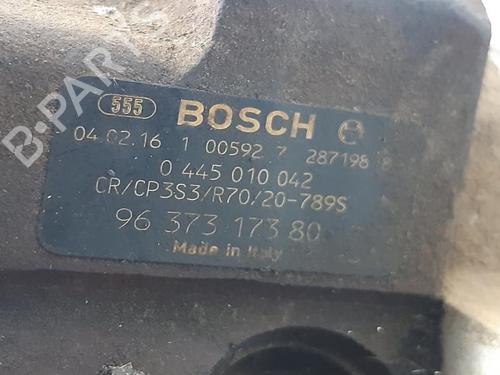 555 BOSCH
04.02.16 1 00592 7 287198 8
0 445 010 042
CR/CP3S3/R70/20-789S
96 373 173 80
Made in Italy
B-PARTS